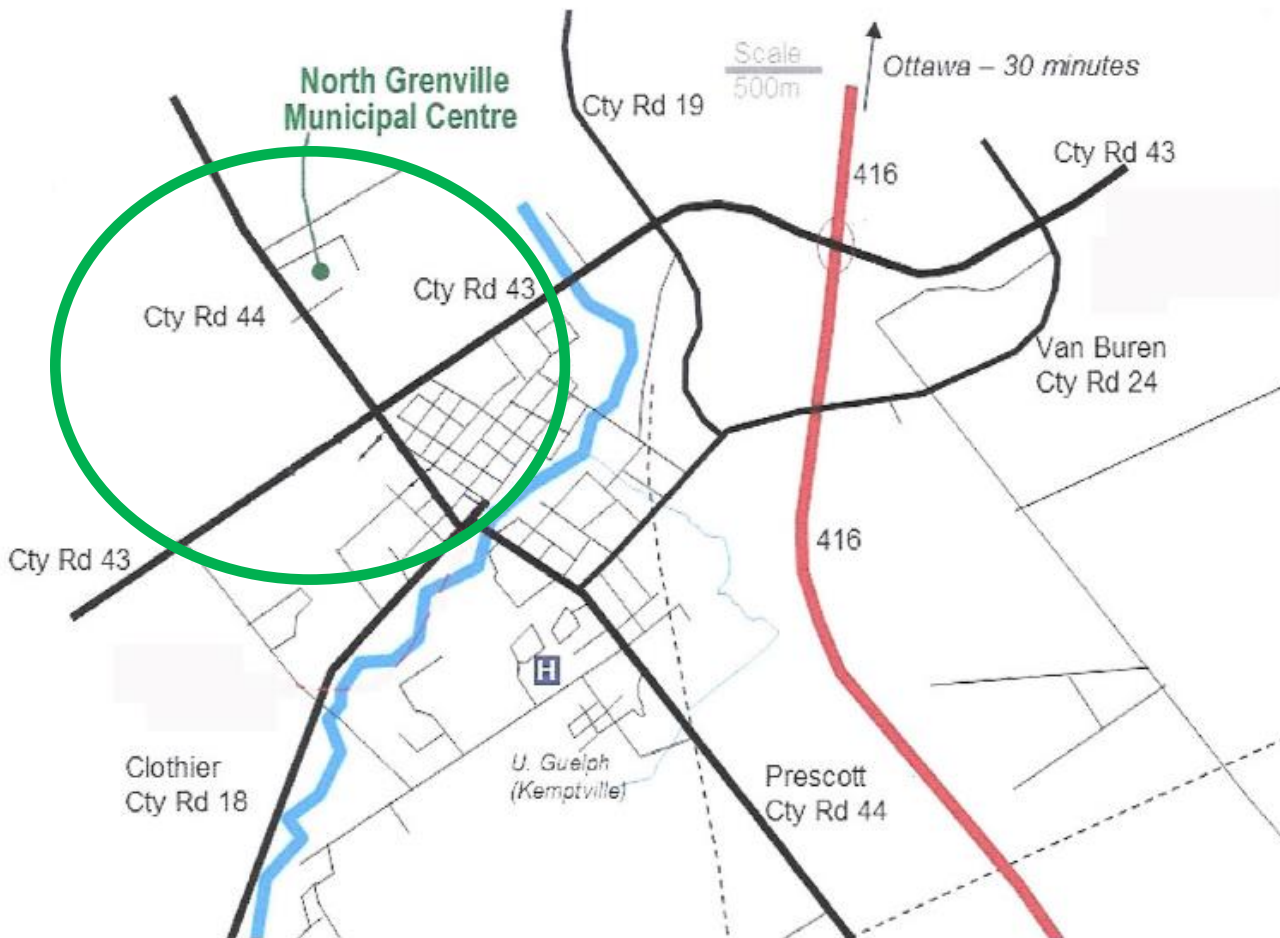 Scale
500m
Ottawa – 30 minutes
North Grenville
Municipal Centre
Cty Rd 19
Cty Rd 43
416
Cty Rd 43
Cty Rd 44
Van Buren
Cty Rd 24
416
Cty Rd 43
H
U. Guelph
(Kemptville)
Clothier
Cty Rd 18
Prescott
Cty Rd 44